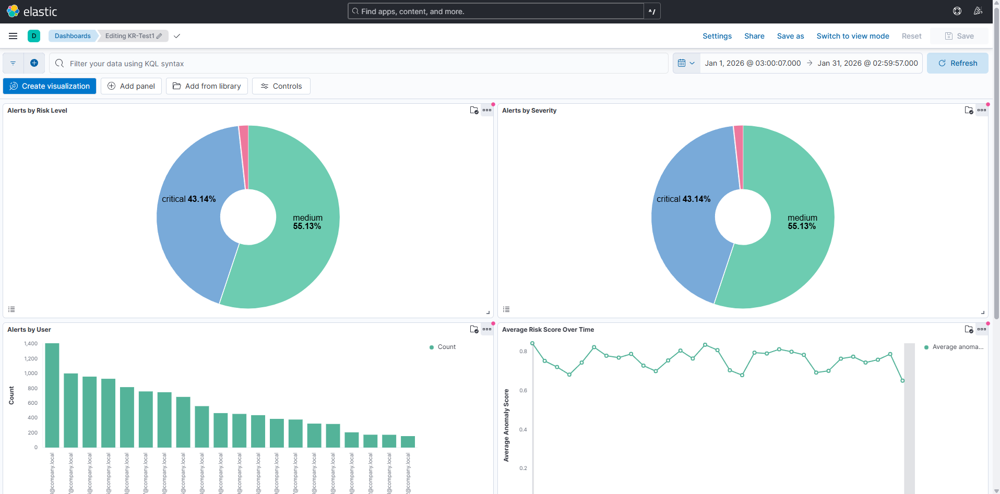 elastic
Find apps, content, and more.
^/
D
Dashboards
Editing KR-Test1
Settings
Share
Save as
Switch to view mode
Reset
Save
Filter your data using KQL syntax
Jan 1, 2026 @ 03:00:07.000
Jan 31, 2026 @ 02:59:57.000
Refresh
Create visualization
Add panel
Add from library
Controls
Alerts by Risk Level
critical 43.14%
medium
55.13%
Alerts by Severity
critical 43.14%
medium
55.13%
Alerts by User
1,400
1,200
1,000
800
600
400
200
0
Count
Count
@company.local
7@company.local
@company.local
@company.local
@company.local
7@company.local
@company.local
@company.local
@company.local
@company.local
@company.local
@company.local
@company.local
7@company.local
@company.local
@company.local
@company.local
2@company.local
@company.local
@company.local
Average Risk Score Over Time
0.8
0.6
0.4
0.2
Average Anomaly Score
Average anoma...